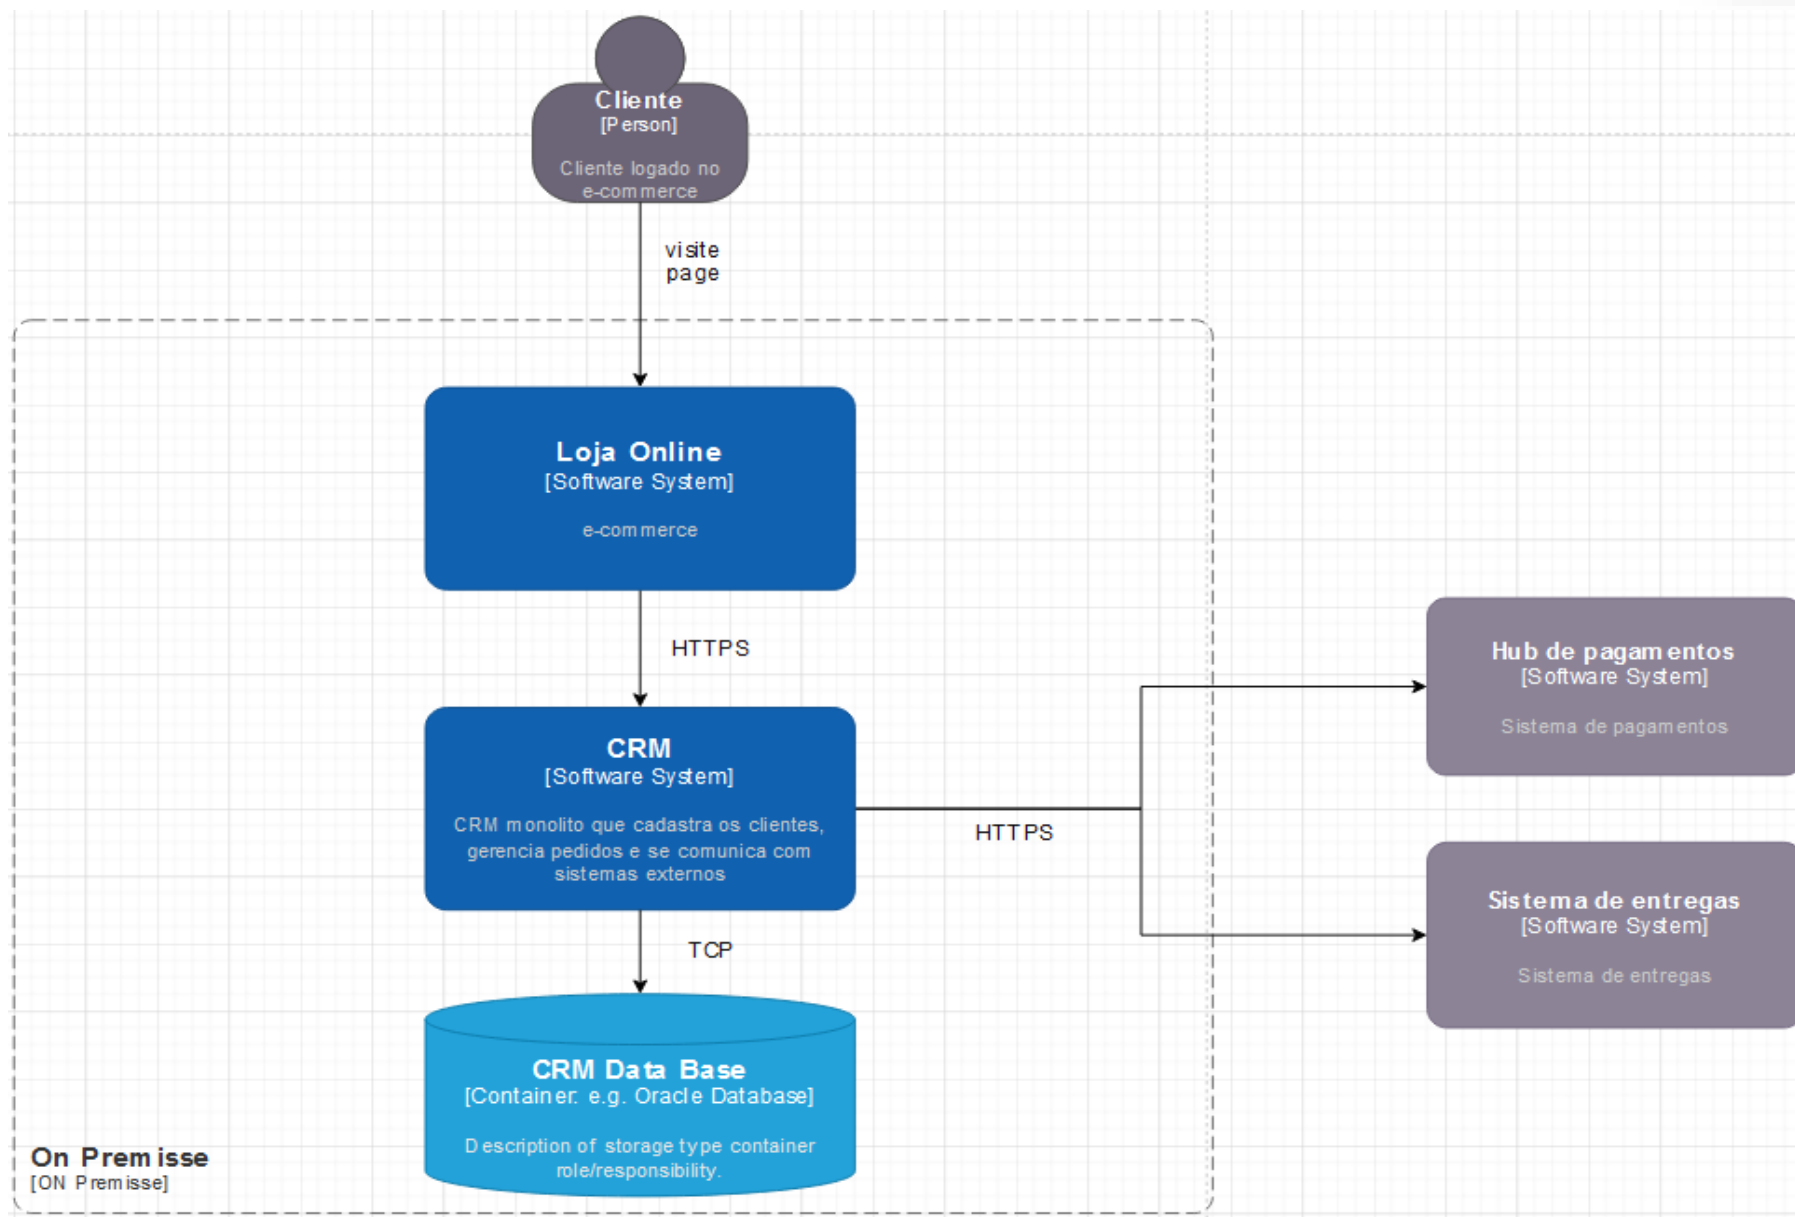 Cliente
[Person]
Cliente logado no
e-commerce
visite
page
Loja Online
[Software System]
e-commerce
HTTPS
CRM
[Software System]
CRM monolito que cadastra os clientes,
gerencia pedidos e se comunica com
sistemas externos
HTTPS
Hub de pagamentos
[Software System]
Sistema de pagamentos
Sistema de entregas
[Software System]
Sistema de entregas
TCP
CRM Data Base
[Container: e.g. Oracle Database]
Description of storage type container
role/responsibility.
On Premisse
[ON Premisse]